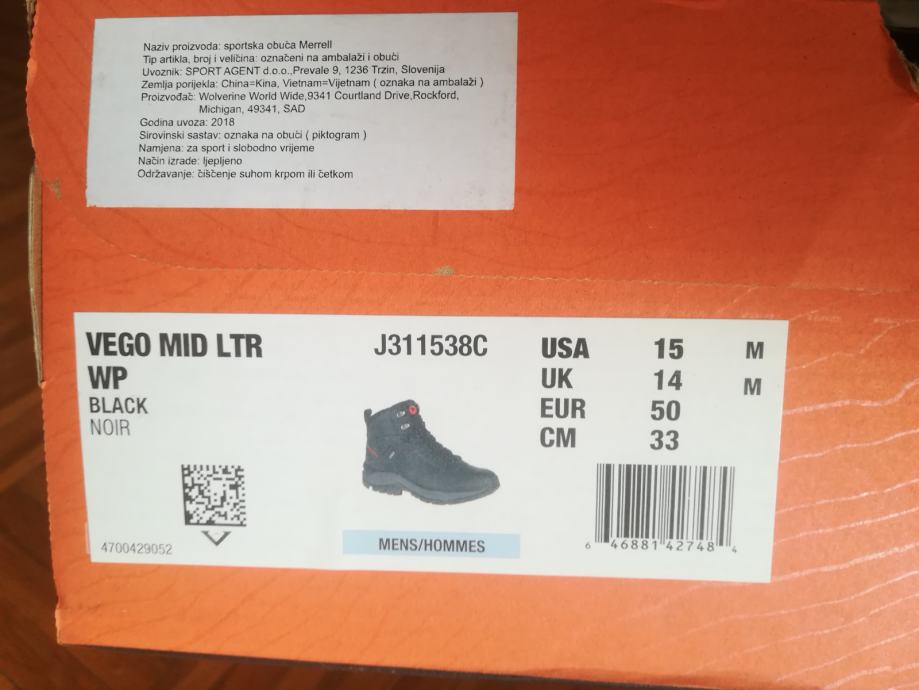 Naziv proizvoda: sportska obuća Merrell
Tip artikla, broj i veličina: označeni na ambalaži i obući
Uvoznik: SPORT AGENT d.o.o.,Prevale 9, 1236 Trzin, Slovenija
Zemlja porijekla: China=Kina, Vietnam=Vijetnam ( oznaka na ambalaži )
Proizvođač: Wolverine World Wide,9341 Courtland Drive,Rockford,
Michigan, 49341, SAD
Godina uvoza: 2018
Sirovinski sastav: oznaka na obući ( piktogram )
Namjena: za sport i slobodno vrijeme
Način izrade: ljepljeno
Održavanje: čišćenje suhom krpom ili četkom
VEGO MID LTR
WP
BLACK
NOIR
4700429052
J311538C
MENS/HOMMES
USA 15 M
UK 14 M
EUR 50
CM 33
6 46881 42748 4